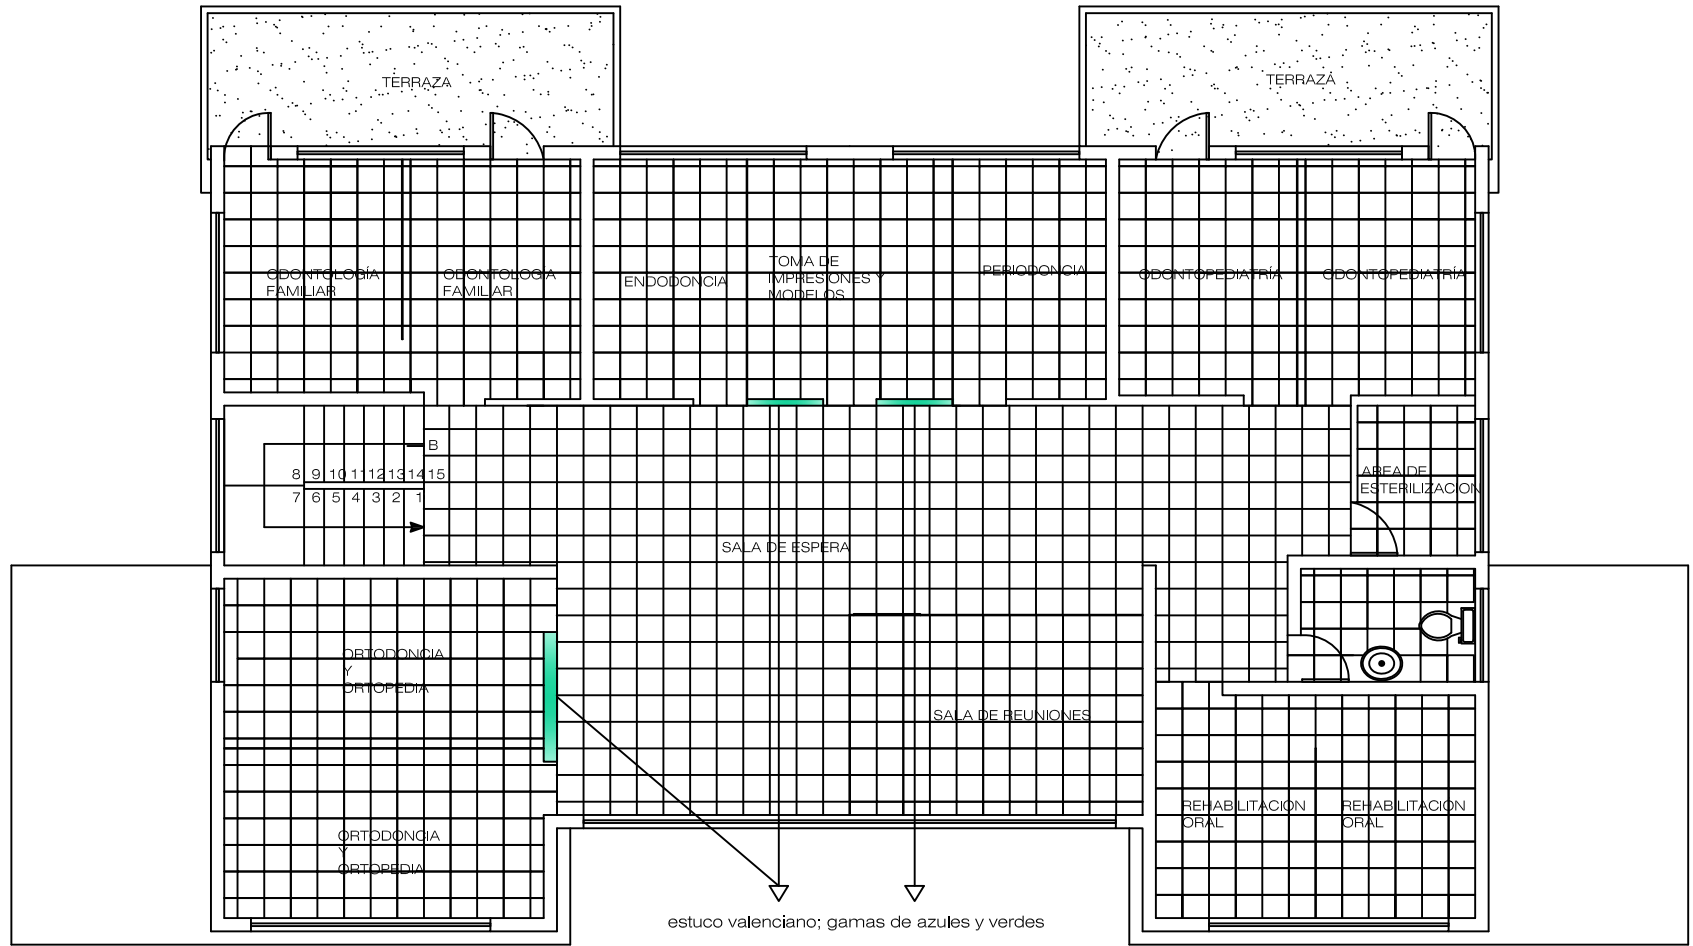 TERRAZA
TERRAZA
ODONTOLOGÍA
FAMILIAR
ODONTOLOGIA
FAMILIAR
ENDODONCIA
TOMA DE
IMPRESIONES Y
MODELOS
PERIODONCIA
ODONTOPEDIATRÍA
ODONTOPEDIATRÍA
B
8 9 10 11 12 13 14 15
7 6 5 4 3 2 1
AREA DE
ESTERILIZACION
SALA DE ESPERA
ORTODONCIA
Y
ORTOPEDIA
SALA DE REUNIONES
ORTODONCIA
Y
ORTOPEDIA
REHABILITACION
ORAL
REHABILITACION
ORAL
estuco valenciano; gamas de azules y verdes